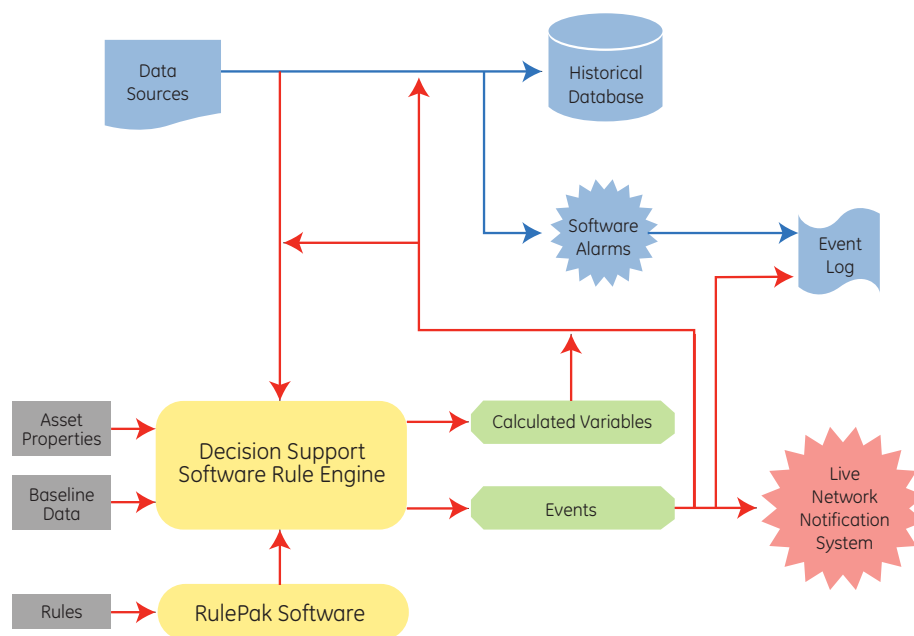 Data
Sources
Historical
Database
Software
Alarms
Event
Log
Asset
Properties
Baseline
Data
Rules
Decision Support
Software Rule Engine
RulePak Software
Calculated Variables
Events
Live
Network
Notification
System